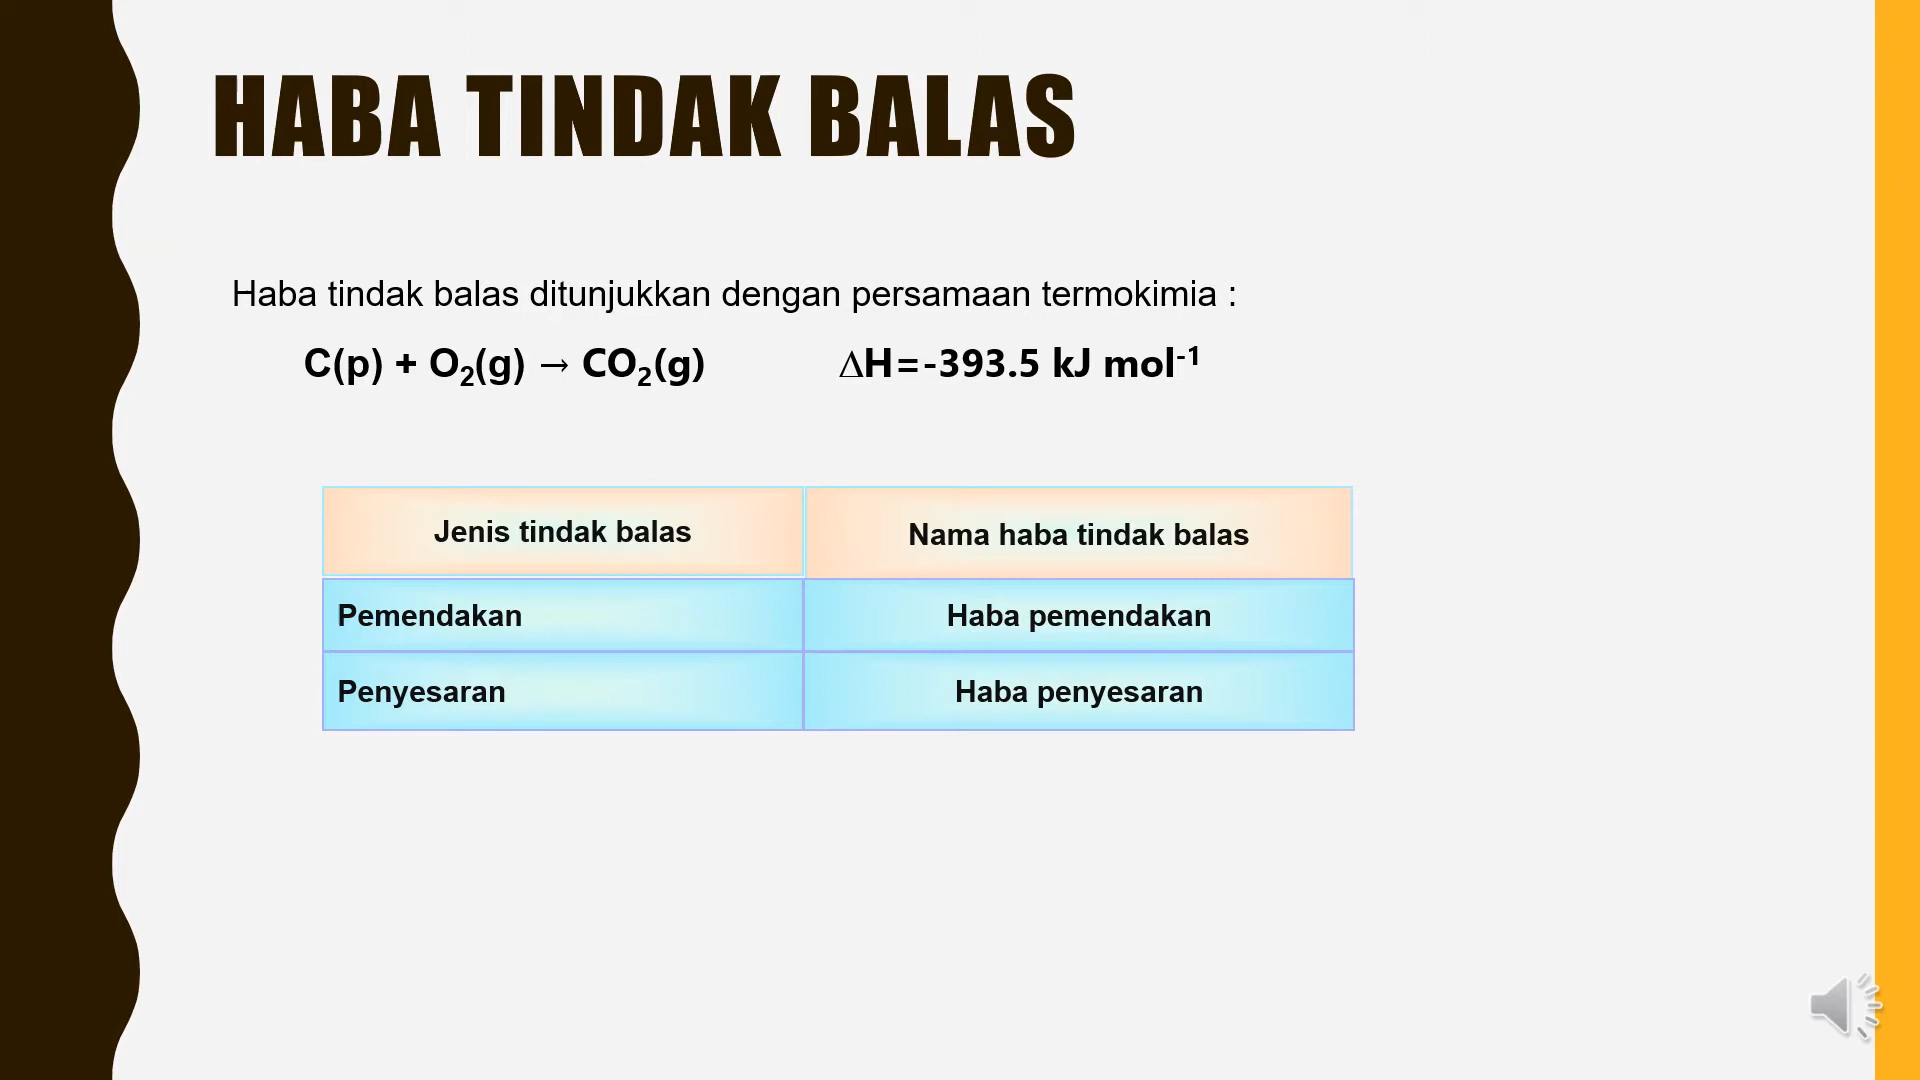 HABA TINDAK BALAS
Haba tindak balas ditunjukkan dengan persamaan termokimia :
C(p) + O₂(g) → CO₂(g) ∆H=-393.5 kJ mol⁻¹
Jenis tindak balas Nama haba tindak balas
Pemendakan Haba pemendakan
Penyesaran Haba penyesaran